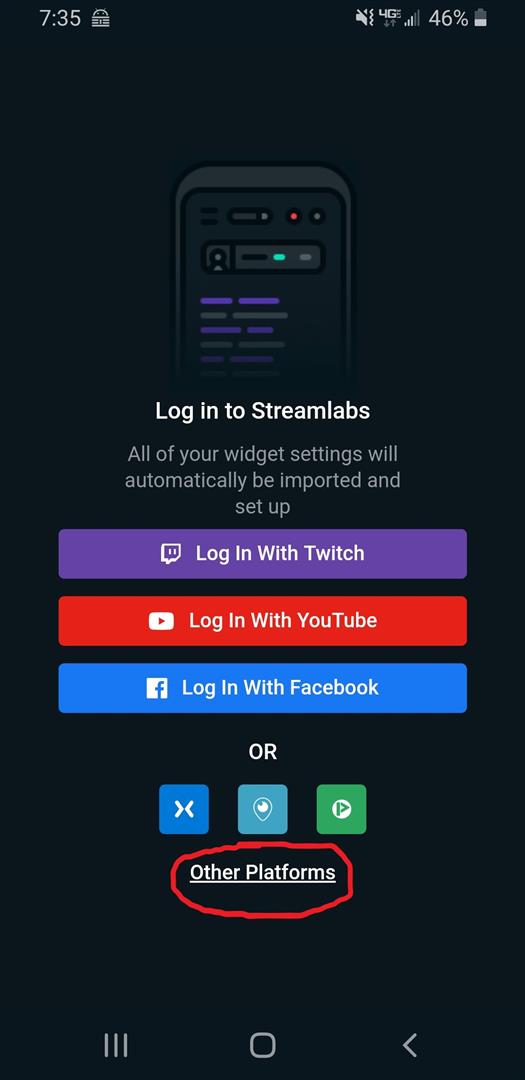 7:35 4G 46%
Log in to Streamlabs
All of your widget settings will
automatically be imported and
set up
Log In With Twitch
Log In With YouTube
Log In With Facebook
OR
Other Platforms